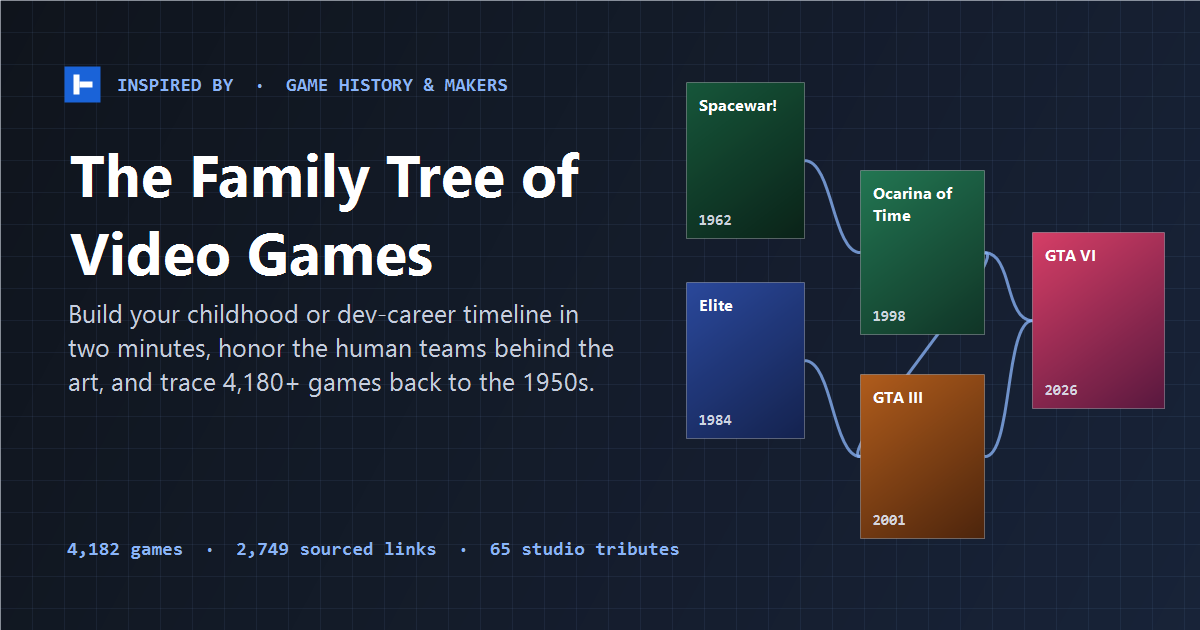 INSPIRED BY · GAME HISTORY & MAKERS
The Family Tree of
Video Games
Build your childhood or dev-career timeline in
two minutes, honor the human teams behind the
art, and trace 4,180+ games back to the 1950s.
4,182 games · 2,749 sourced links · 65 studio tributes
Spacewar!
1962
Elite
1984
Ocarina of
Time
1998
GTA III
2001
GTA VI
2026